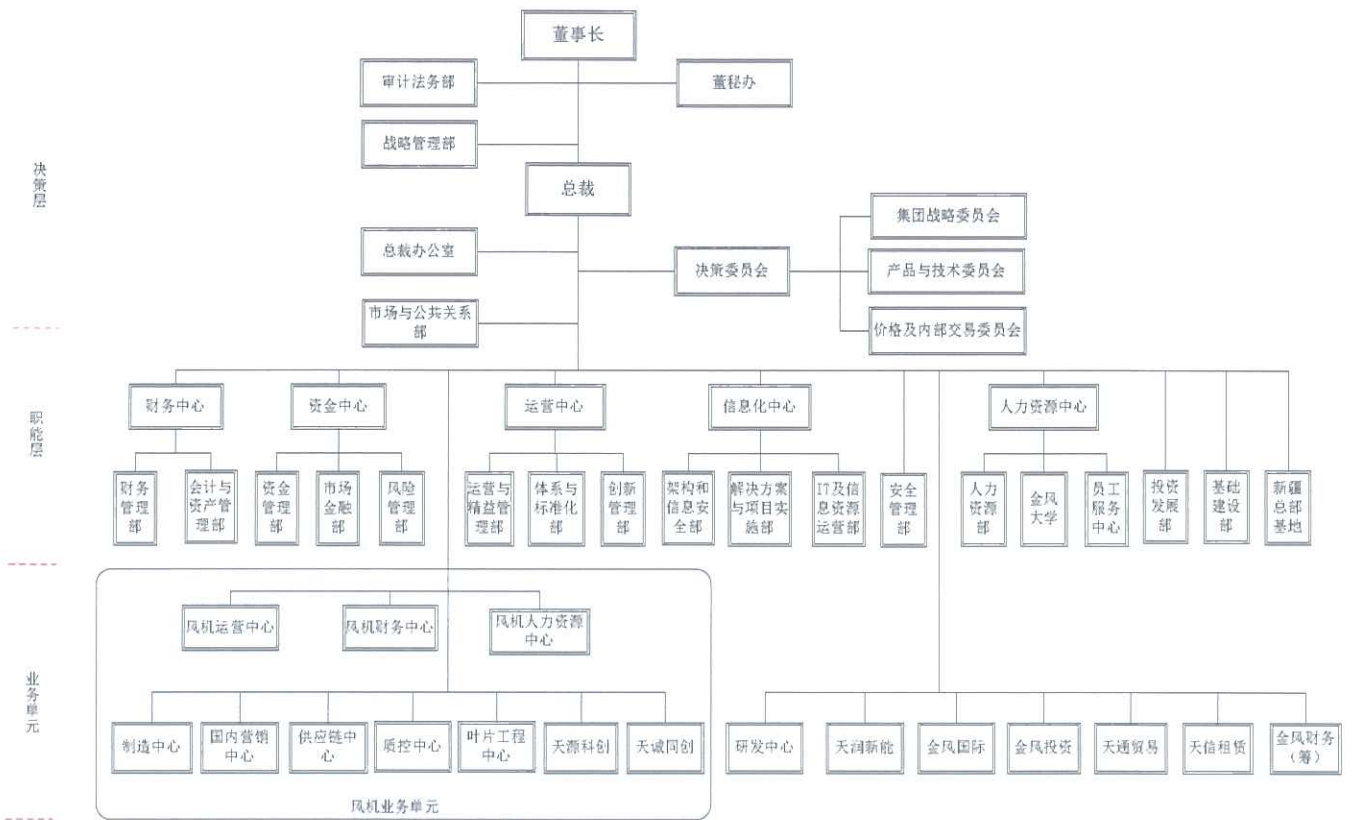 董事长
审计法务部
董秘办
战略管理部
决策层
总裁
集团战略委员会
总裁办公室
决策委员会
产品与技术委员会
市场与公共关系
部
价格及内部交易委员会
职能层
财务中心
资金中心
运营中心
信息化中心
人力资源中心
财务
管理部
会计与
资产管
理部
资金
管理部
市场
金融部
风险
管理部
运营与
精益管
理部
体系与
标准化部
创新
管理部
架构和
信息安
全部
解决方案
与项目实
施部
IT及信
息资源
运营部
安全
管理部
人力
资源部
金风
大学
员工
服务
中心
投资
发展
部
基础
建设
部
新疆
总部
基地
业务单元
风机运营中心
风机财务中心
风机人力资源
中心
制造中心
国内营销
中心
供应链中
心
质控中心
叶片工程
中心
天源科创
天诚同创
研发中心
天润新能
金风国际
金风投资
天通贸易
天信租赁
金风财务
（筹）
风机业务单元